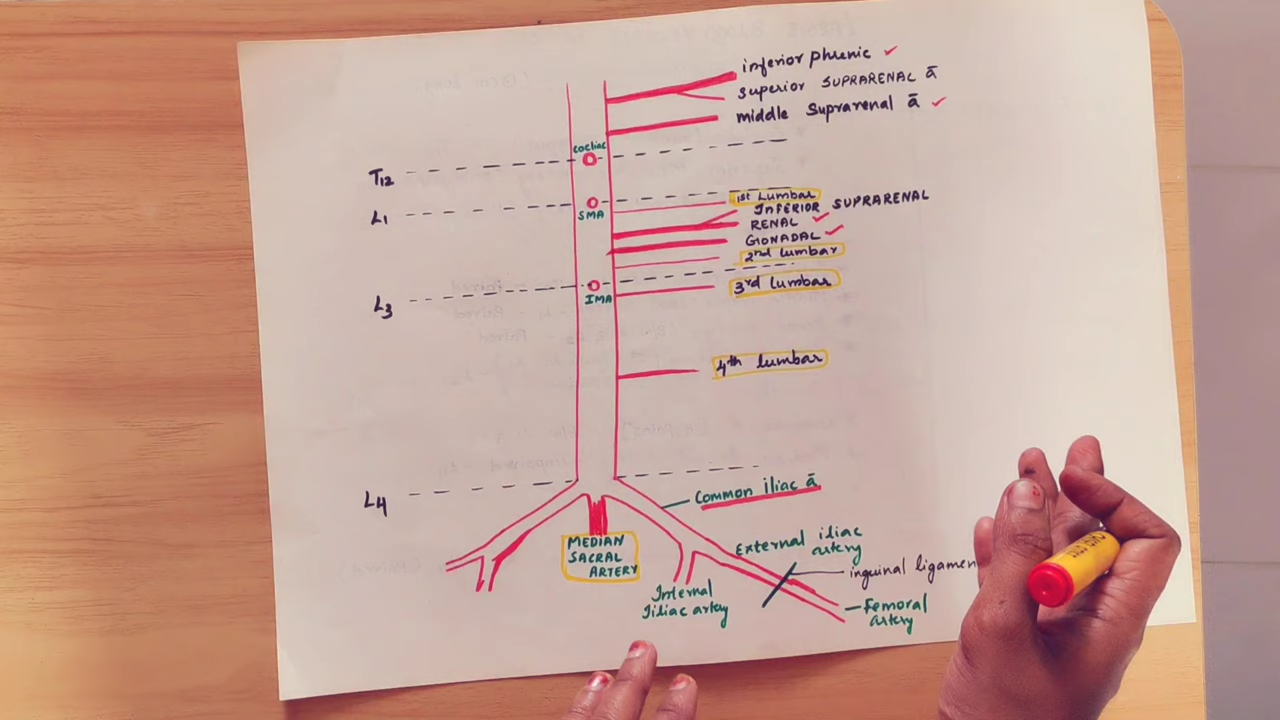 inferior phrenic ✓
superior SUPRARENAL ā
middle Suprarenal ā ✓
coeliac
T12
1st Lumbar
L1
SMA
INFERIOR SUPRARENAL
RENAL ✓
GONADAL ✓
2nd lumbar
L3
IMA
3rd lumbar
4th lumbar
L4
Common iliac ā
MEDIAN
SACRAL
ARTERY
External iliac
artery
inguinal ligamen
Internal
Iliac artery
Femoral
artery